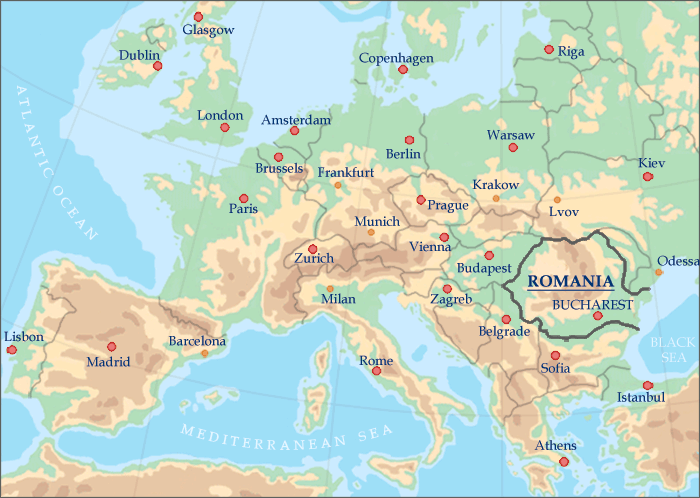 Glasgow
Dublin
Copenhagen
Riga
ATLANTIC OCEAN
London
Amsterdam
Berlin
Warsaw
Brussels
Frankfurt
Kiev
Krakow
Paris
Prague
Lvov
Munich
Vienna
Zurich
Budapest
Odessa
ROMANIA
Milan
Zagreb
BUCHAREST
Belgrade
Lisbon
Madrid
Barcelona
BLACK
SEA
Rome
Sofia
Istanbul
MEDITERRANEAN SEA
Athens